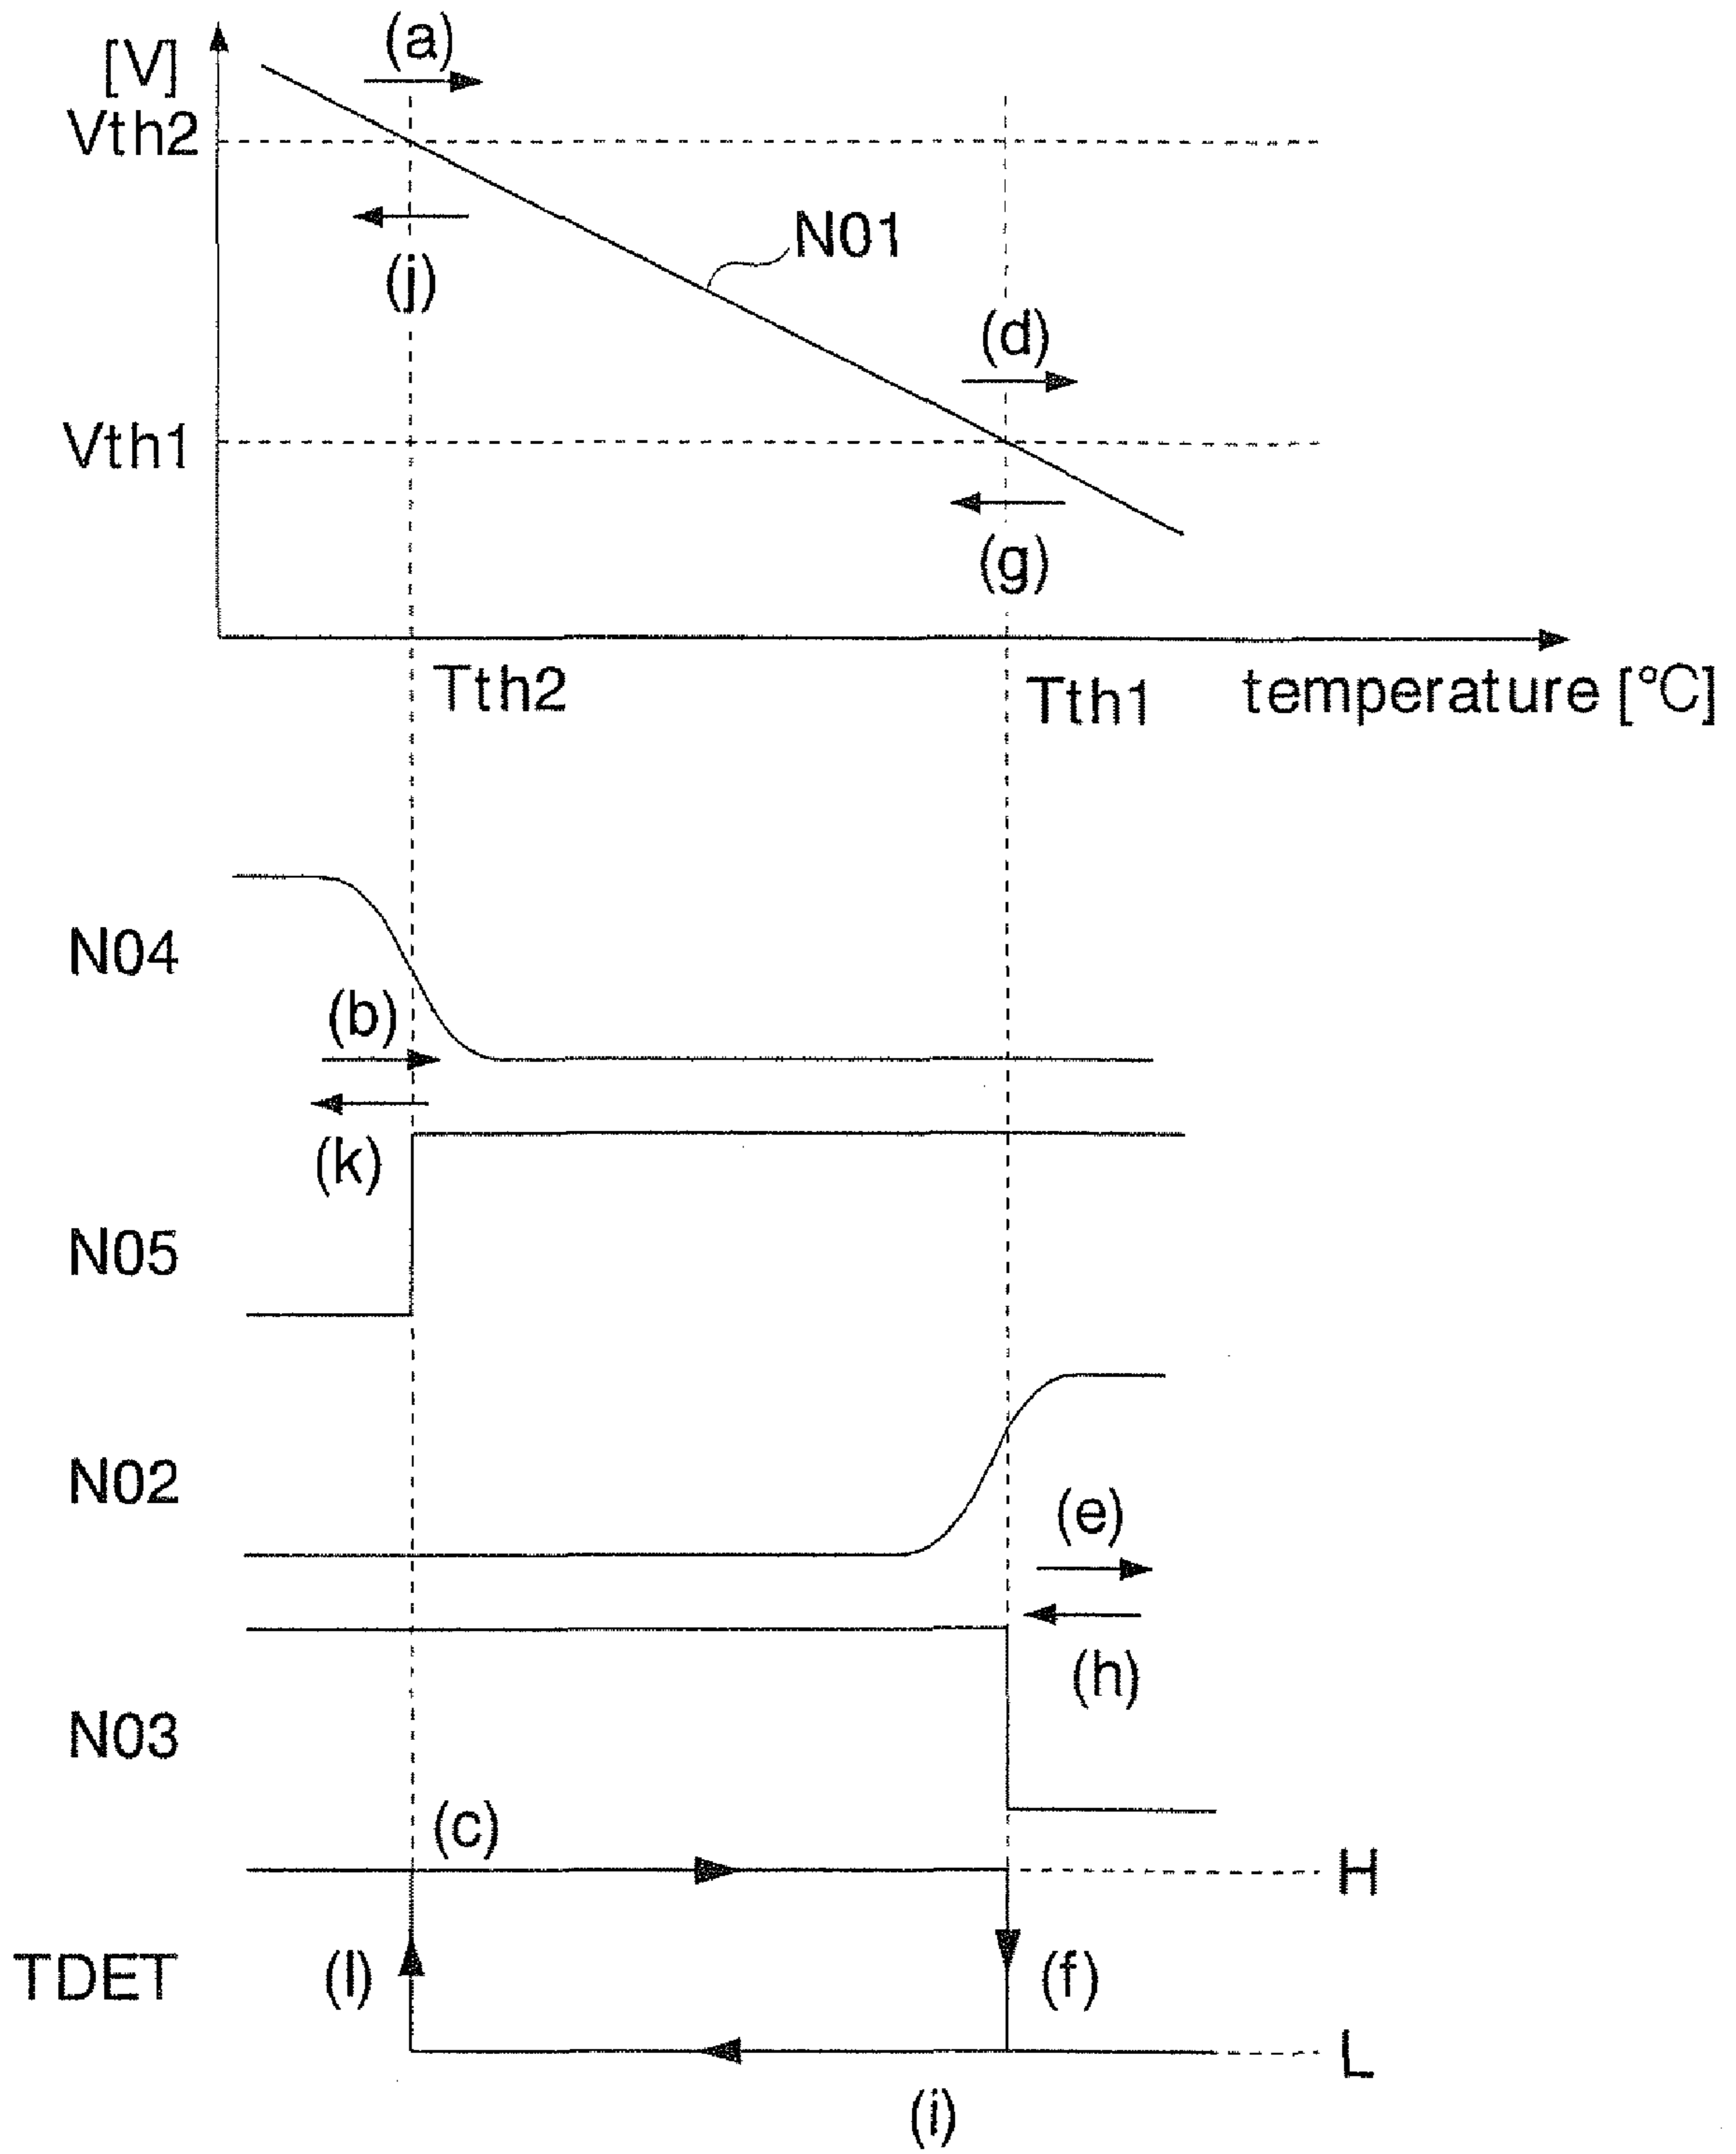 (a)
[V]
Vth2
N01
(j)
(d)
Vth1
(g)
Tth2
Tth1
temperature [°C]
N04
(b)
(k)
N05
N02
(e)
(h)
N03
(c)
H
TDET
(l)
(f)
L
(i)